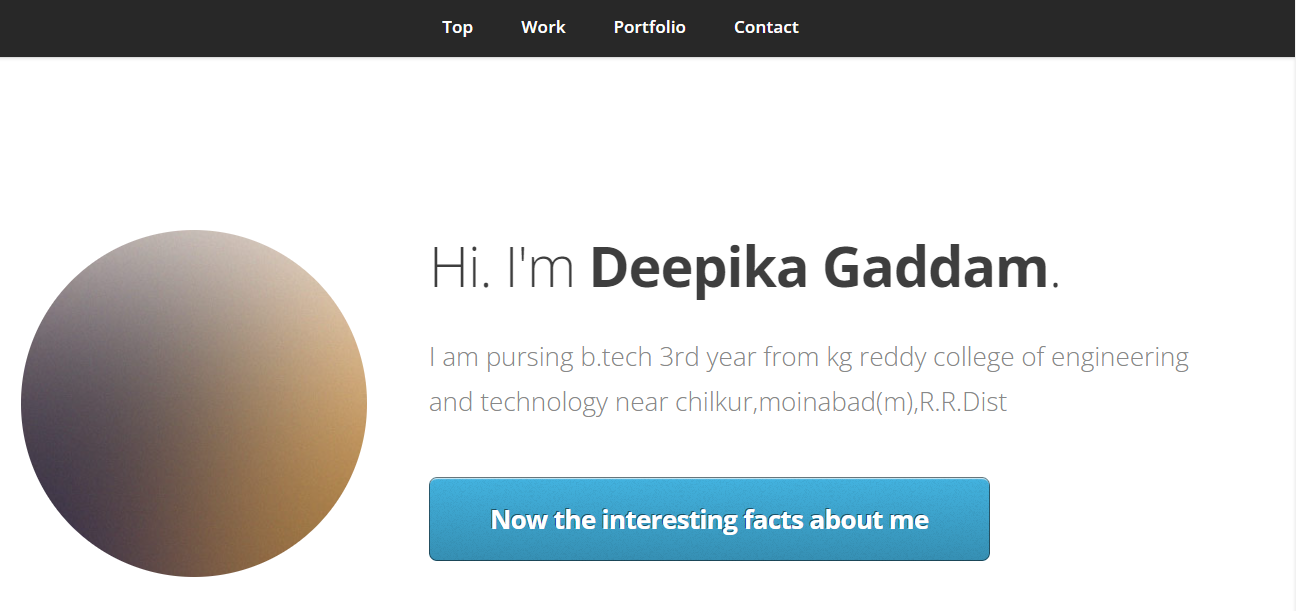 Top Work Portfolio Contact
Hi. I'm Deepika Gaddam.
I am pursing b.tech 3rd year from kg reddy college of engineering
and technology near chilkur,moinabad(m),R.R.Dist
Now the interesting facts about me